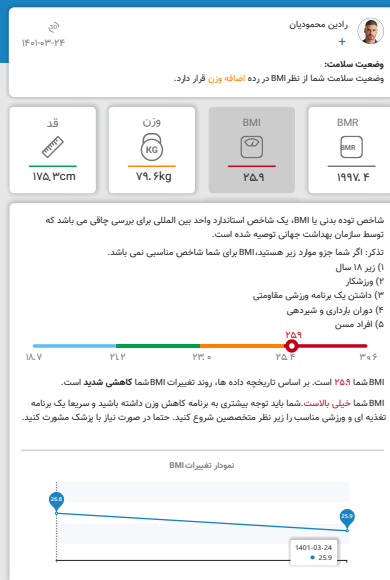 رادین محمودیان
+
۱۴۰۱-۰۳-۲۴
وضعیت سلامت:
وضعیت سلامت شما از نظر BMI در رده اضافه وزن قرار دارد.
BMR
BMR
۱۹۹۷.۴
BMI
۲۵.۹
وزن
KG
۷۹.۶kg
قد
۱۷۵.۳cm
شاخص توده بدنی یا BMI، یک شاخص استاندارد واحد بین المللی برای بررسی چاقی می باشد که
توسط سازمان بهداشت جهانی توصیه شده است.
تذکر: اگر شما جزو موارد زیر هستید، BMI برای شما شاخص مناسبی نمی باشد.
۱) زیر ۱۸ سال
۲) ورزشکار
۳) داشتن یک برنامه ورزشی مقاومتی
۴) دوران بارداری و شیردهی
۵) افراد مسن
۲۵.۹
۱۸.۷ ۲۱.۲ ۲۳.۰ ۲۵.۴ ۳۰.۶
BMI شما ۲۵.۹ است. بر اساس تاریخچه داده ها، روند تغییرات BMI شما کاهشی شدید است.
BMI شما خیلی بالاست. شما باید توجه بیشتری به برنامه کاهش وزن داشته باشید و سریعا یک برنامه
تغذیه ای و ورزشی مناسب را زیر نظر متخصصین شروع کنید. حتما در صورت نیاز با پزشک مشورت کنید.
نمودار تغییرات BMI
26.8
25.9
1401-03-24
25.9